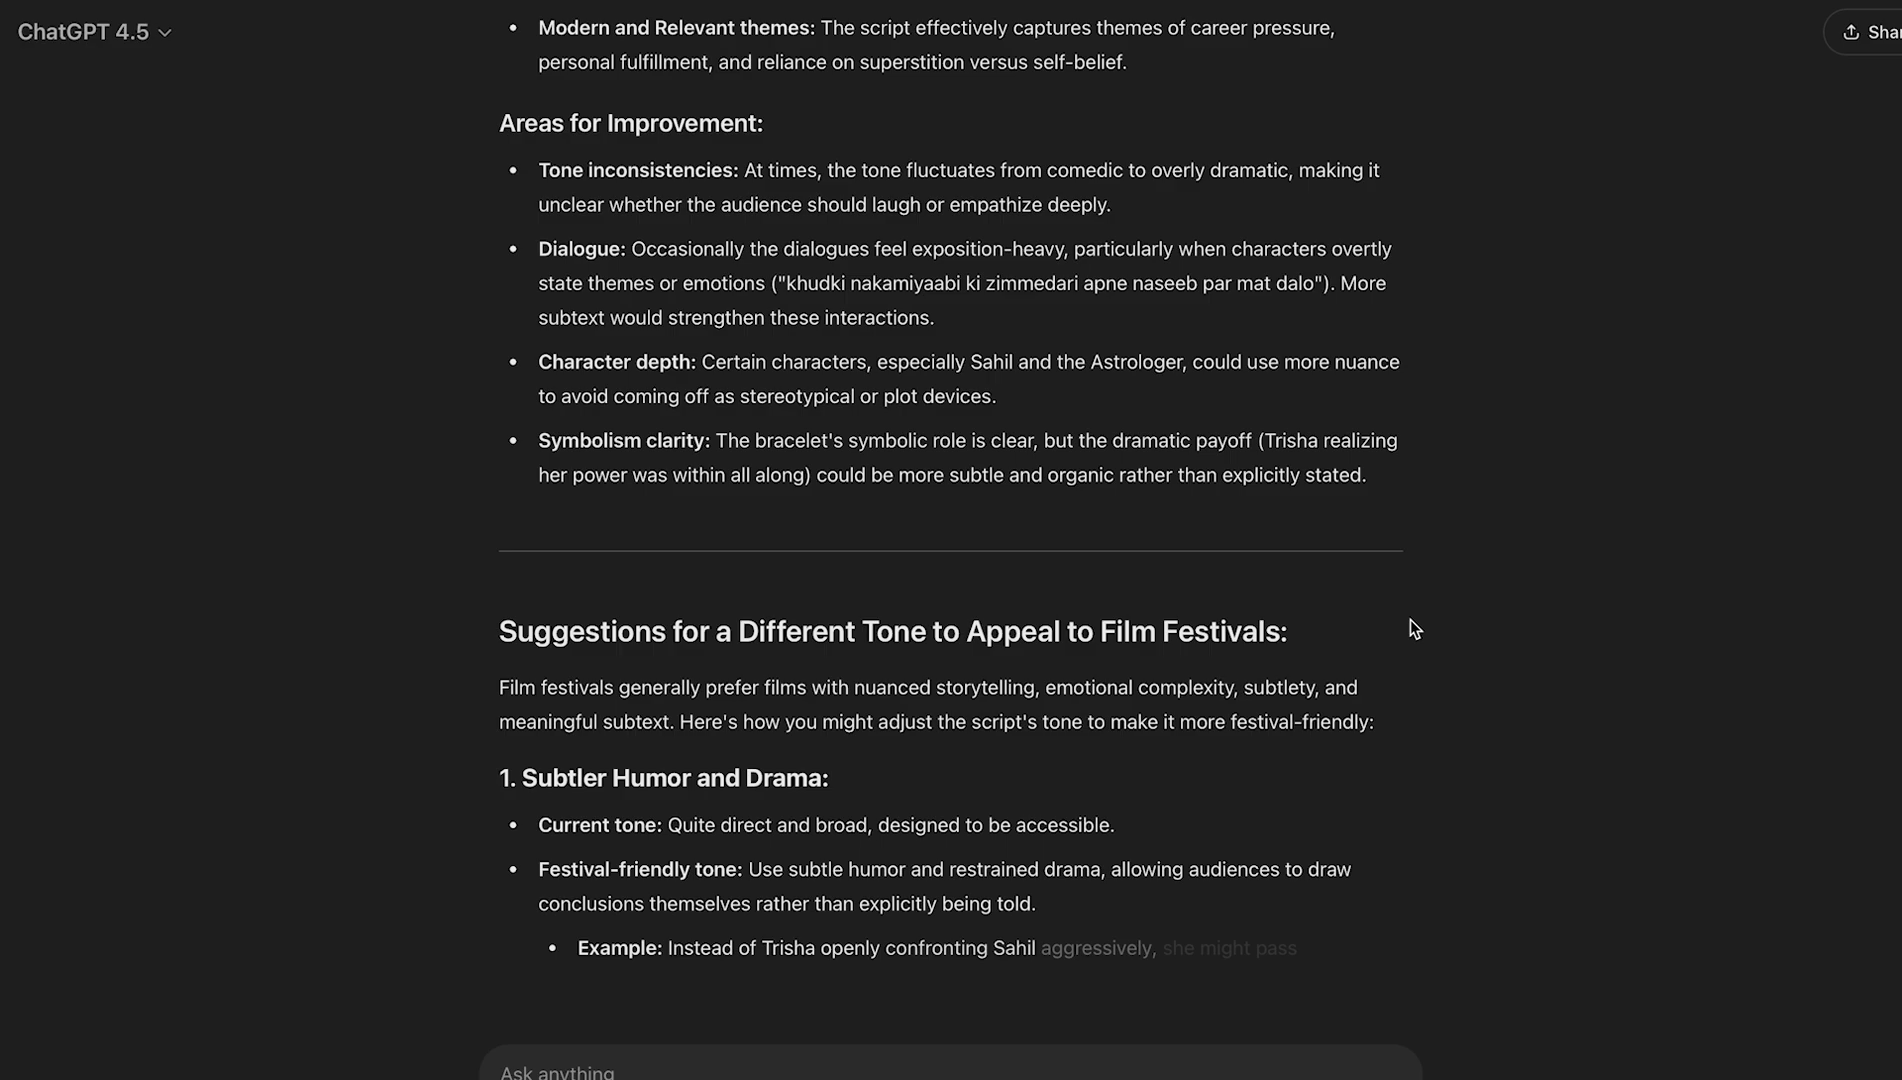 ChatGPT 4.5
Shar
• Modern and Relevant themes: The script effectively captures themes of career pressure,
personal fulfillment, and reliance on superstition versus self-belief.
Areas for Improvement:
• Tone inconsistencies: At times, the tone fluctuates from comedic to overly dramatic, making it
unclear whether the audience should laugh or empathize deeply.
• Dialogue: Occasionally the dialogues feel exposition-heavy, particularly when characters overtly
state themes or emotions ("khudki nakamiyaabi ki zimmedari apne naseeb par mat dalo"). More
subtext would strengthen these interactions.
• Character depth: Certain characters, especially Sahil and the Astrologer, could use more nuance
to avoid coming off as stereotypical or plot devices.
• Symbolism clarity: The bracelet's symbolic role is clear, but the dramatic payoff (Trisha realizing
her power was within all along) could be more subtle and organic rather than explicitly stated.
Suggestions for a Different Tone to Appeal to Film Festivals:
Film festivals generally prefer films with nuanced storytelling, emotional complexity, subtlety, and
meaningful subtext. Here's how you might adjust the script's tone to make it more festival-friendly:
1. Subtler Humor and Drama:
• Current tone: Quite direct and broad, designed to be accessible.
• Festival-friendly tone: Use subtle humor and restrained drama, allowing audiences to draw
conclusions themselves rather than explicitly being told.
• Example: Instead of Trisha openly confronting Sahil aggressively, she might pass
Ask anything